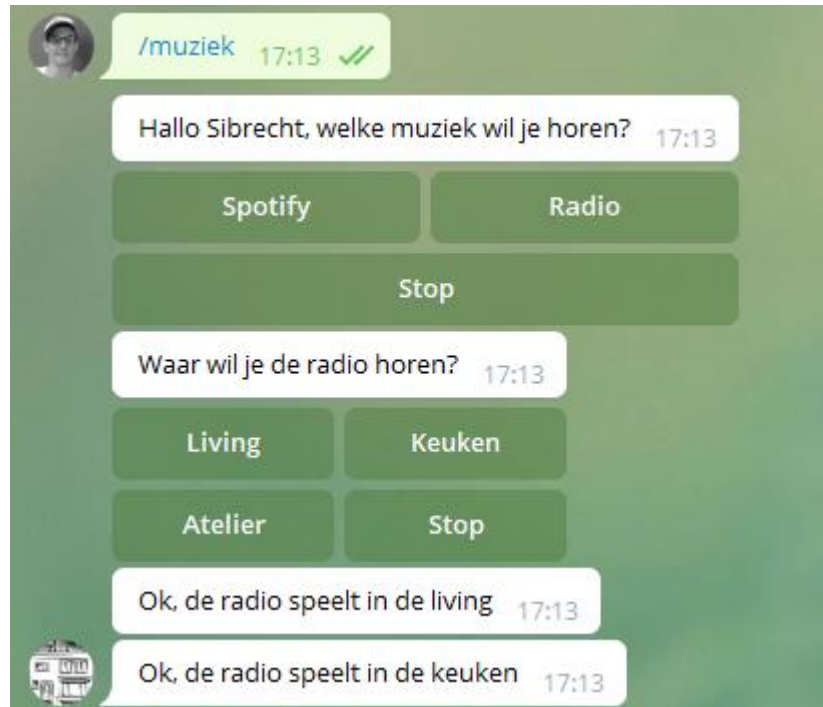 /muziek 17:13
Hallo Sibrecht, welke muziek wil je horen? 17:13
Spotify Radio
Stop
Waar wil je de radio horen? 17:13
Living Keuken
Atelier Stop
Ok, de radio speelt in de living 17:13
Ok, de radio speelt in de keuken 17:13